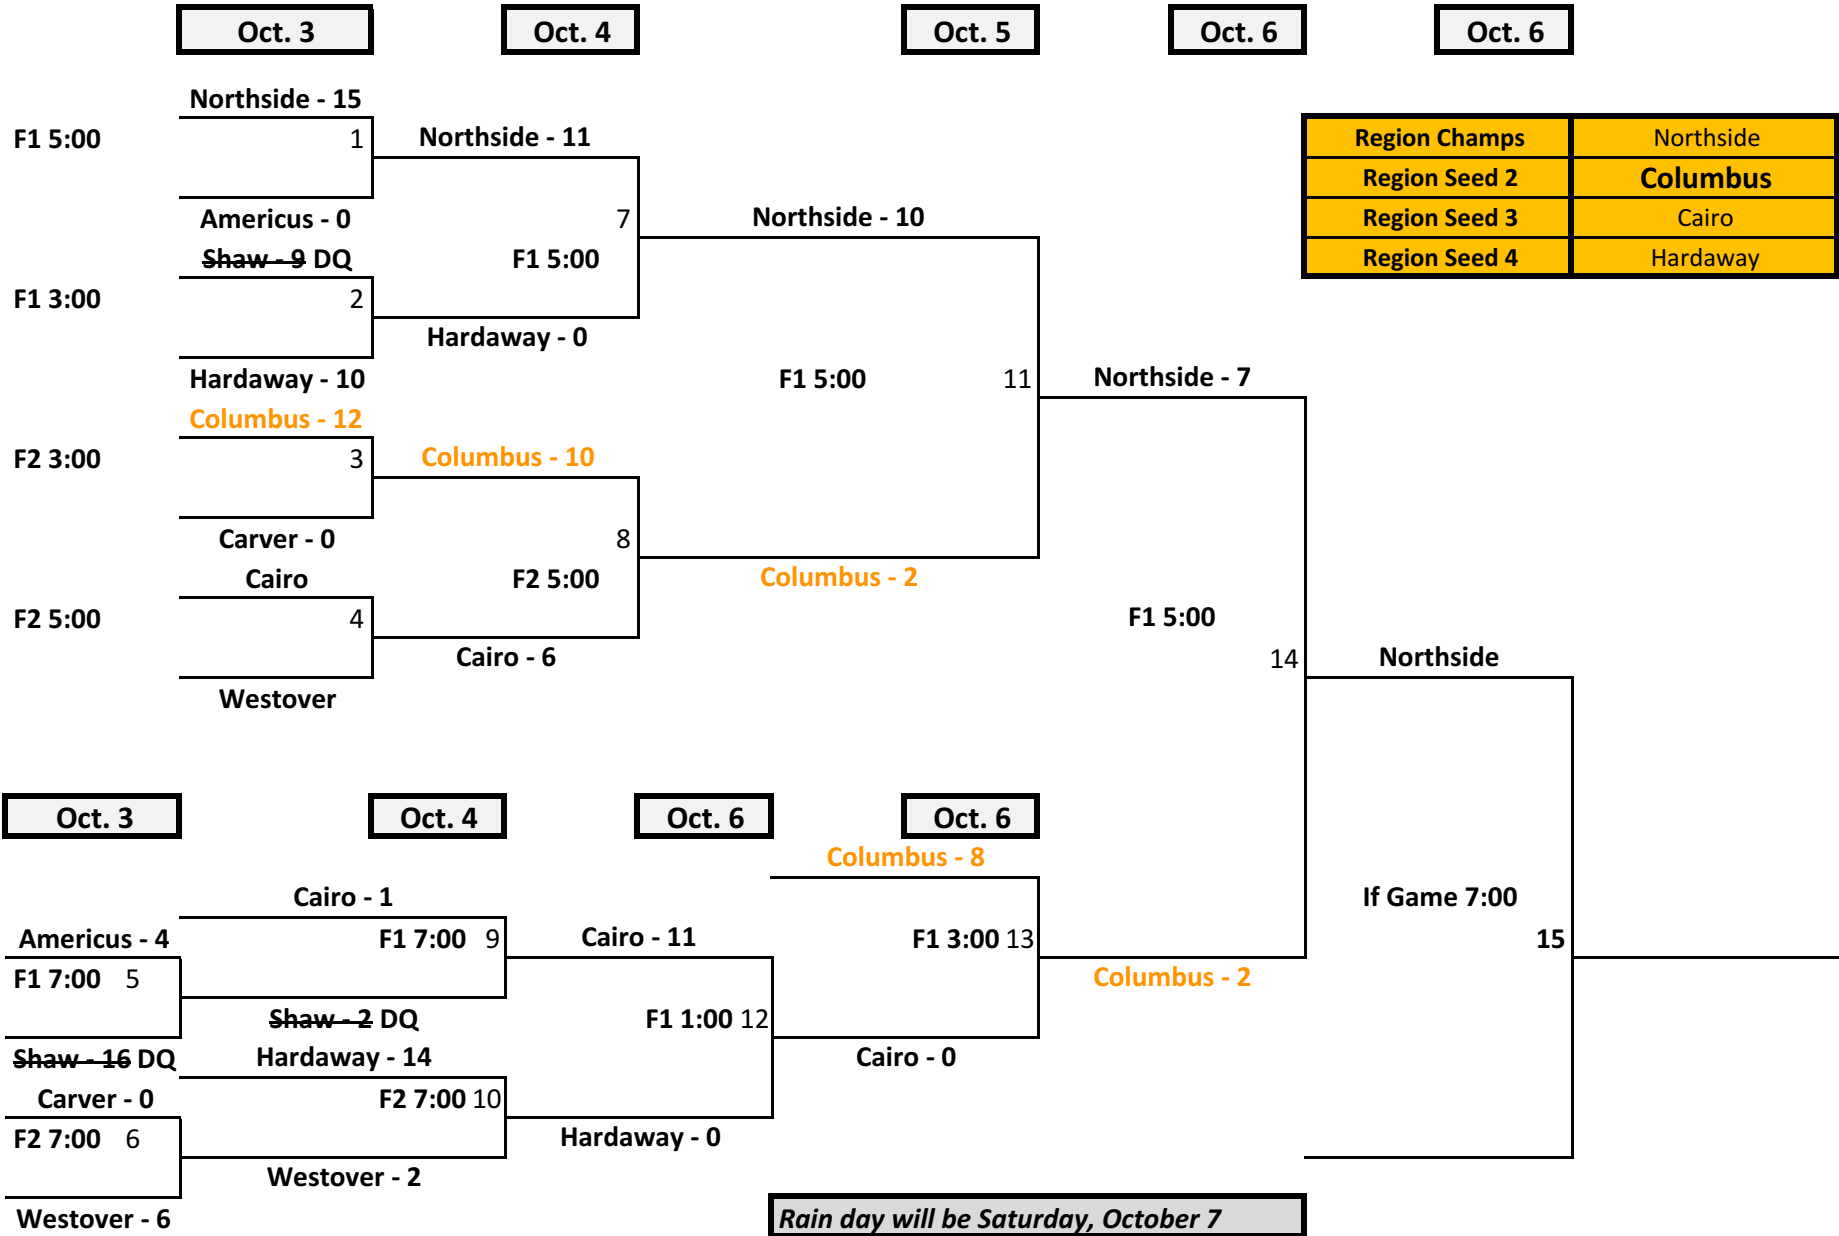 Oct. 3 Oct. 4 Oct. 5 Oct. 6 Oct. 6
Northside - 15
F1 5:00 1 Northside - 11 Region Champs Northside
Region Seed 2 Columbus
Americus - 0 7 Northside - 10 Region Seed 3 Cairo
Shaw - 9 DQ F1 5:00 Region Seed 4 Hardaway
F1 3:00 2
Hardaway - 0
Hardaway - 10 F1 5:00 11 Northside - 7
Columbus - 12
F2 3:00 3 Columbus - 10
Carver - 0 8
Cairo F2 5:00 Columbus - 2
F2 5:00 4 F1 5:00
Cairo - 6 14 Northside
Westover
Oct. 3 Oct. 4 Oct. 6 Oct. 6
Columbus - 8
Cairo - 1 If Game 7:00
Americus - 4 F1 7:00 9 Cairo - 11 F1 3:00 13 15
F1 7:00 5 Columbus - 2
Shaw - 2 DQ F1 1:00 12
Shaw - 16 DQ Hardaway - 14 Cairo - 0
Carver - 0 F2 7:00 10
F2 7:00 6 Hardaway - 0
Westover - 2
Westover - 6 Rain day will be Saturday, October 7